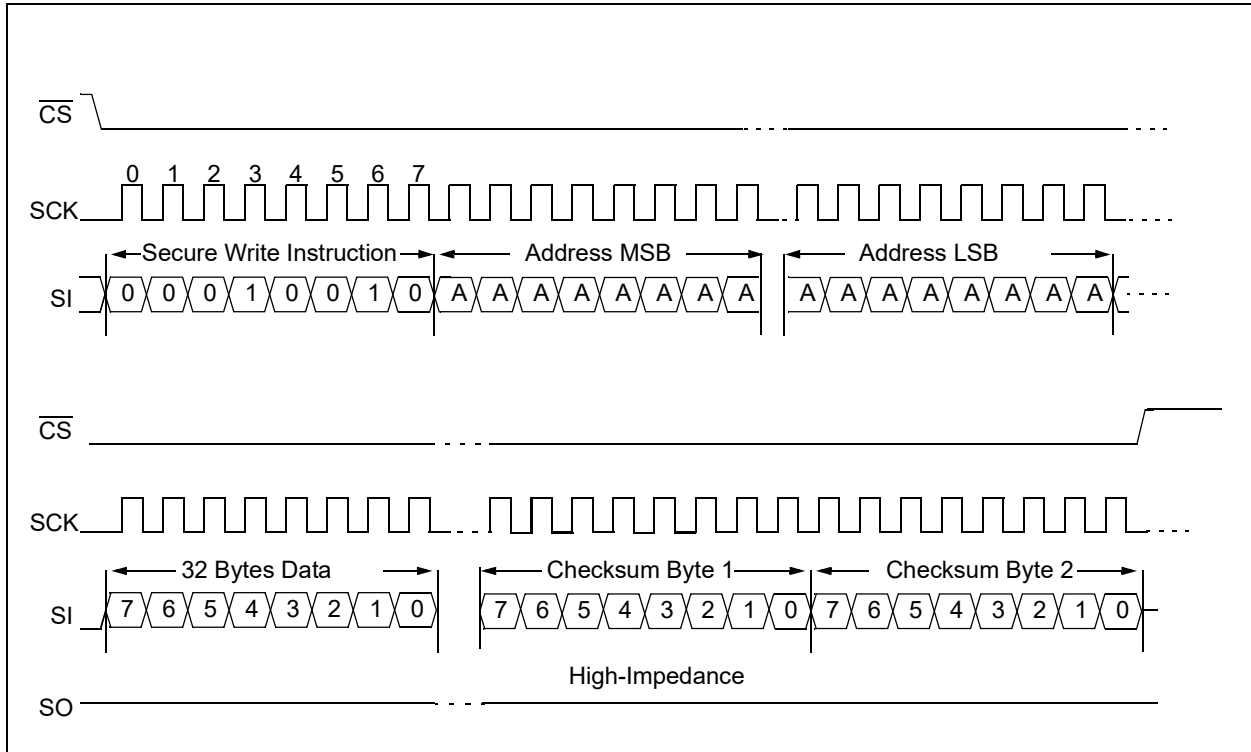 CS
0 1 2 3 4 5 6 7
SCK
Secure Write Instruction Address MSB Address LSB
SI 0 0 0 1 0 0 1 0 A A A A A A A A A A A A A A A A
CS
SCK
32 Bytes Data Checksum Byte 1 Checksum Byte 2
SI 7 6 5 4 3 2 1 0 7 6 5 4 3 2 1 0 7 6 5 4 3 2 1 0
High-Impedance
SO